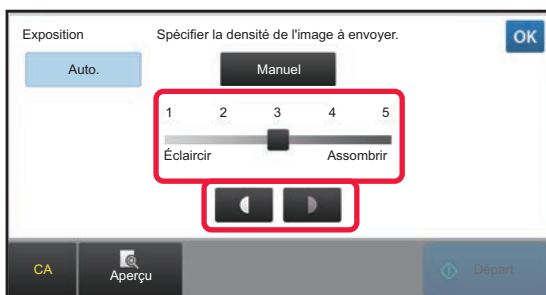 Exposition
Spécifier la densité de l'image à envoyer.
OK
Auto.
Manuel
1 2 3 4 5
Éclaircir Assombrir
CA
Aperçu
Départ